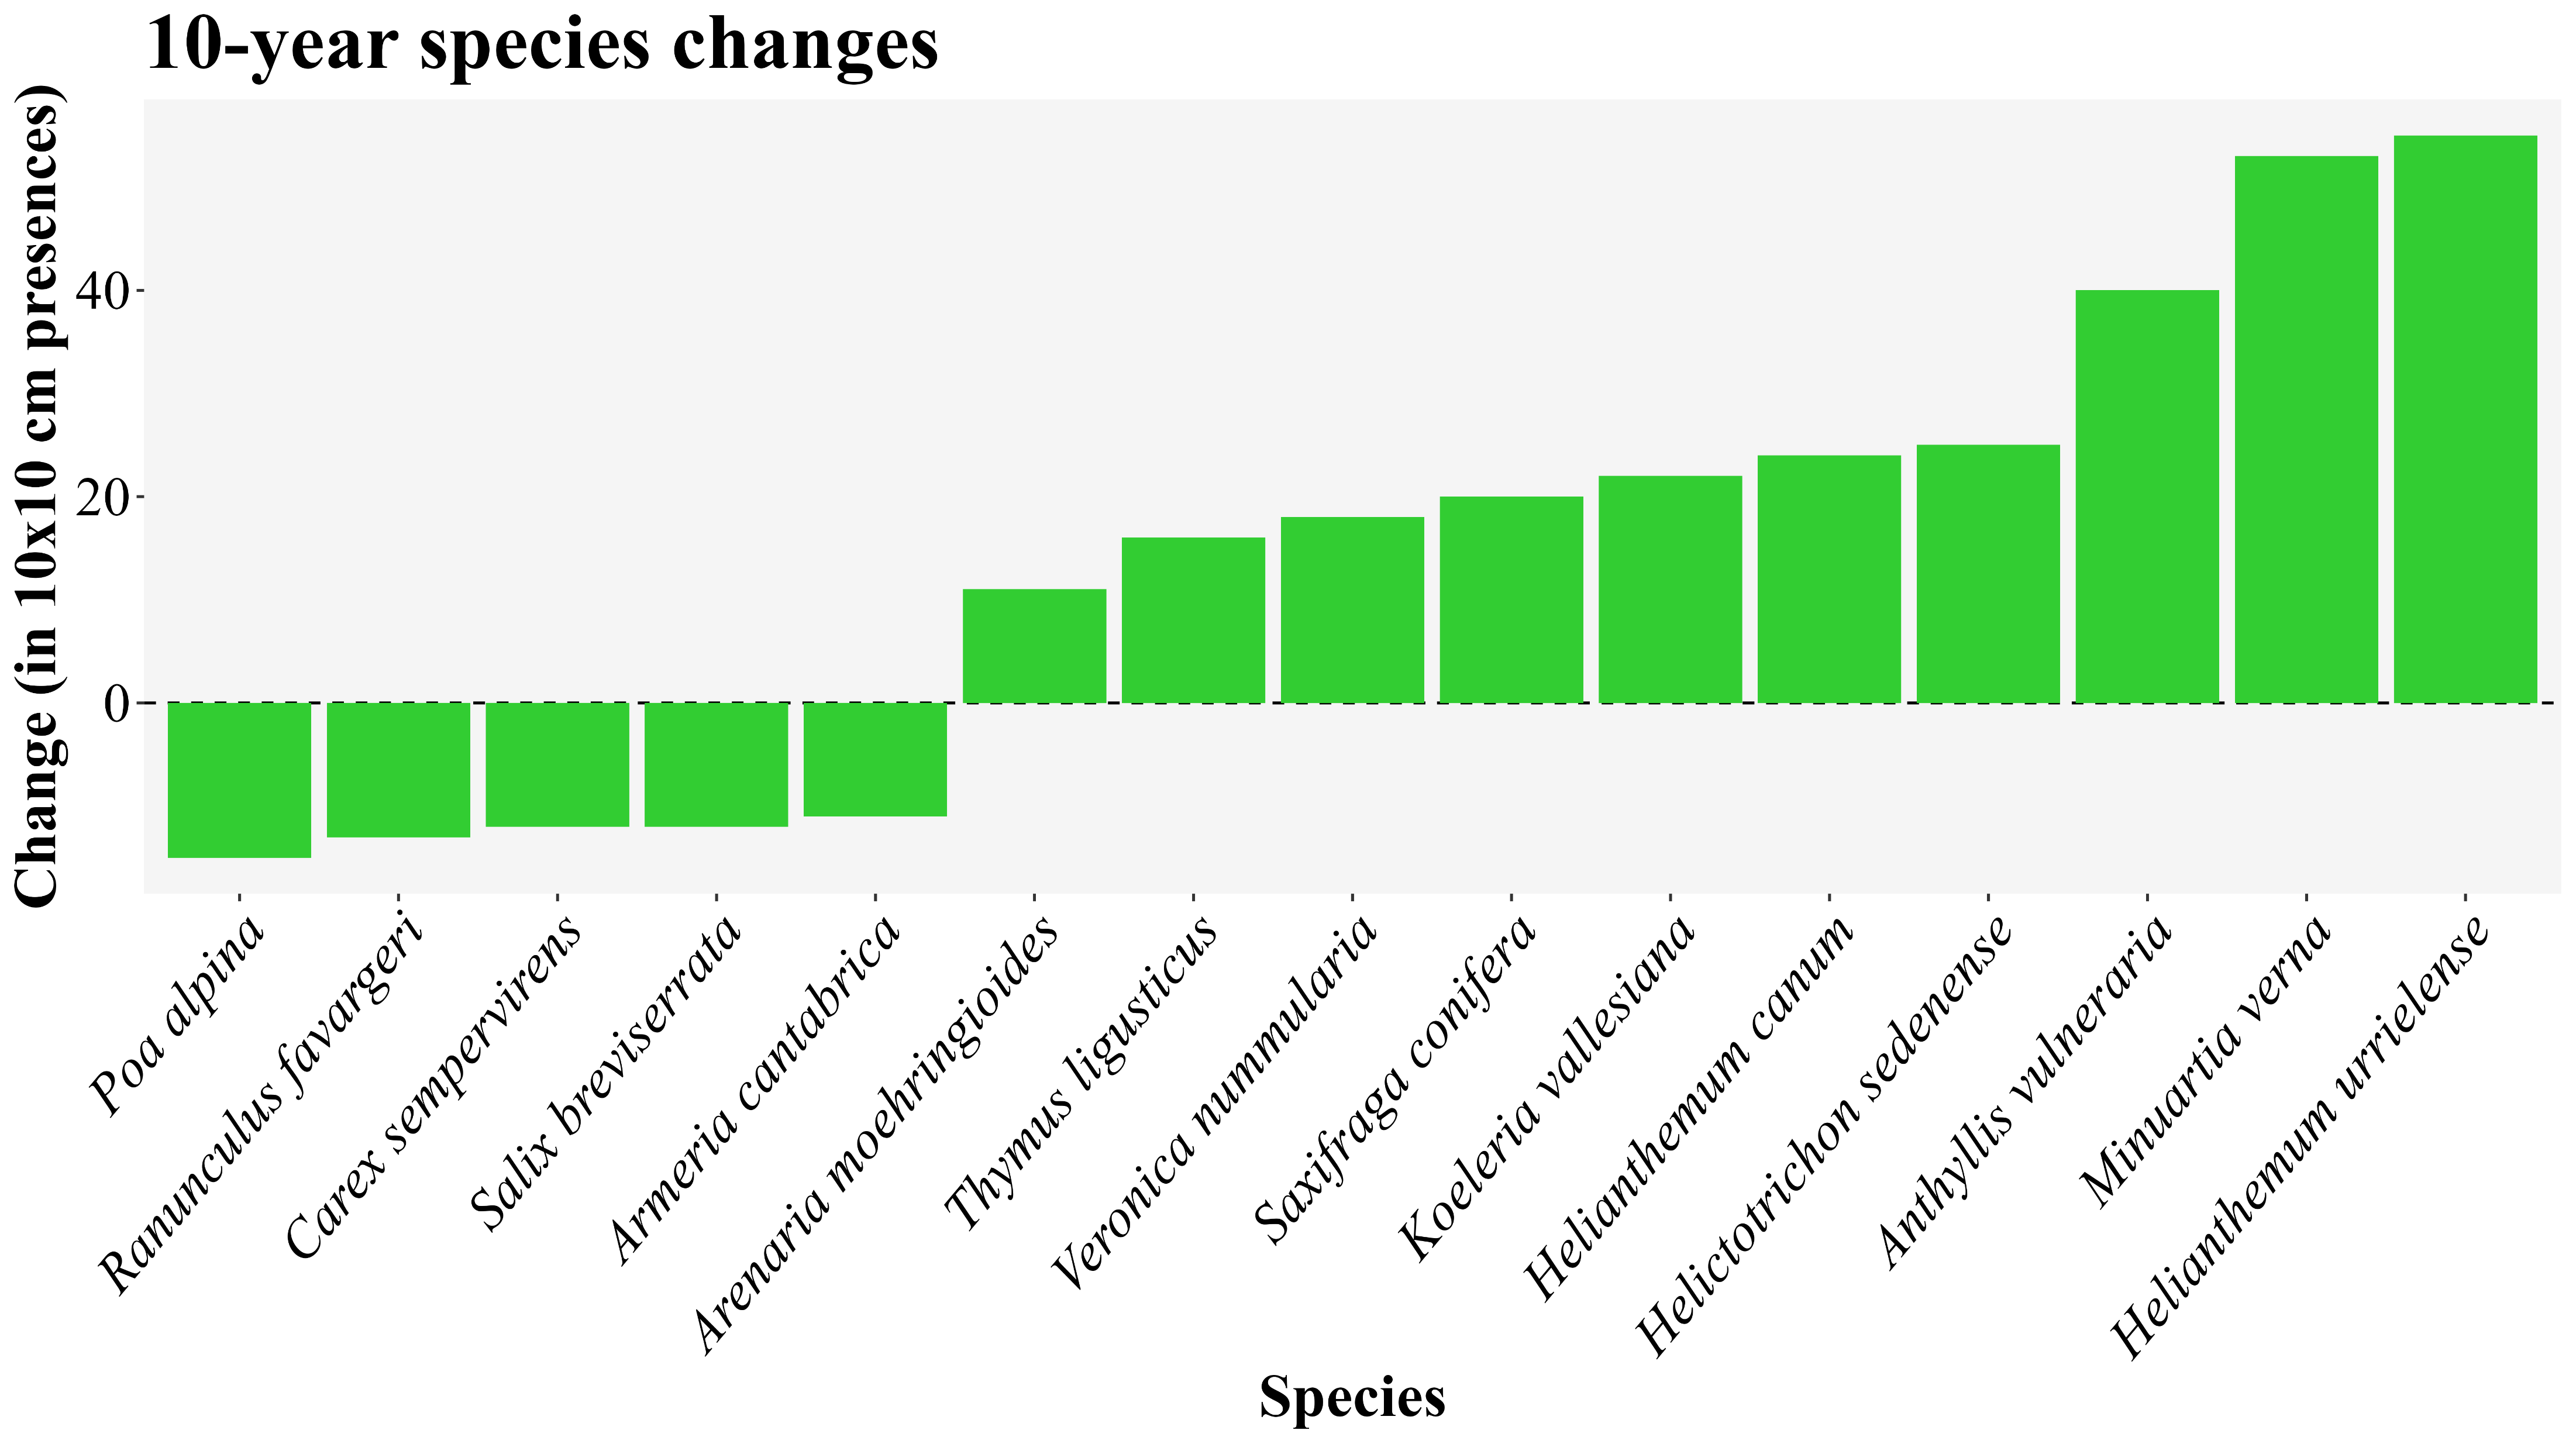 10-year species changes
Change (in 10x10 cm presences)
40
20
0
Poa alpina
Ranunculus favargeri
Carex sempervirens
Salix breviserrata
Armeria cantabrica
Arenaria moehringioides
Thymus ligusticus
Veronica nummularia
Saxifraga conifera
Koeleria vallesiana
Helianthemum canum
Helictotrichon sedenense
Anthyllis vulneraria
Minuartia verna
Helianthemum urrielense
Species